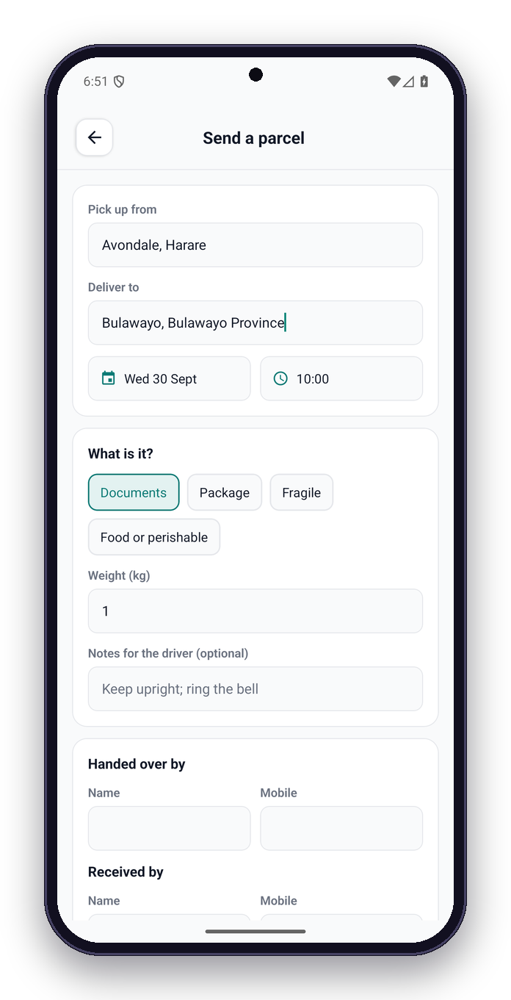 6:51
Send a parcel
Pick up from
Avondale, Harare
Deliver to
Bulawayo, Bulawayo Province
Wed 30 Sept
10:00
What is it?
Documents
Package
Fragile
Food or perishable
Weight (kg)
1
Notes for the driver (optional)
Keep upright; ring the bell
Handed over by
Name
Mobile
Received by
Name
Mobile